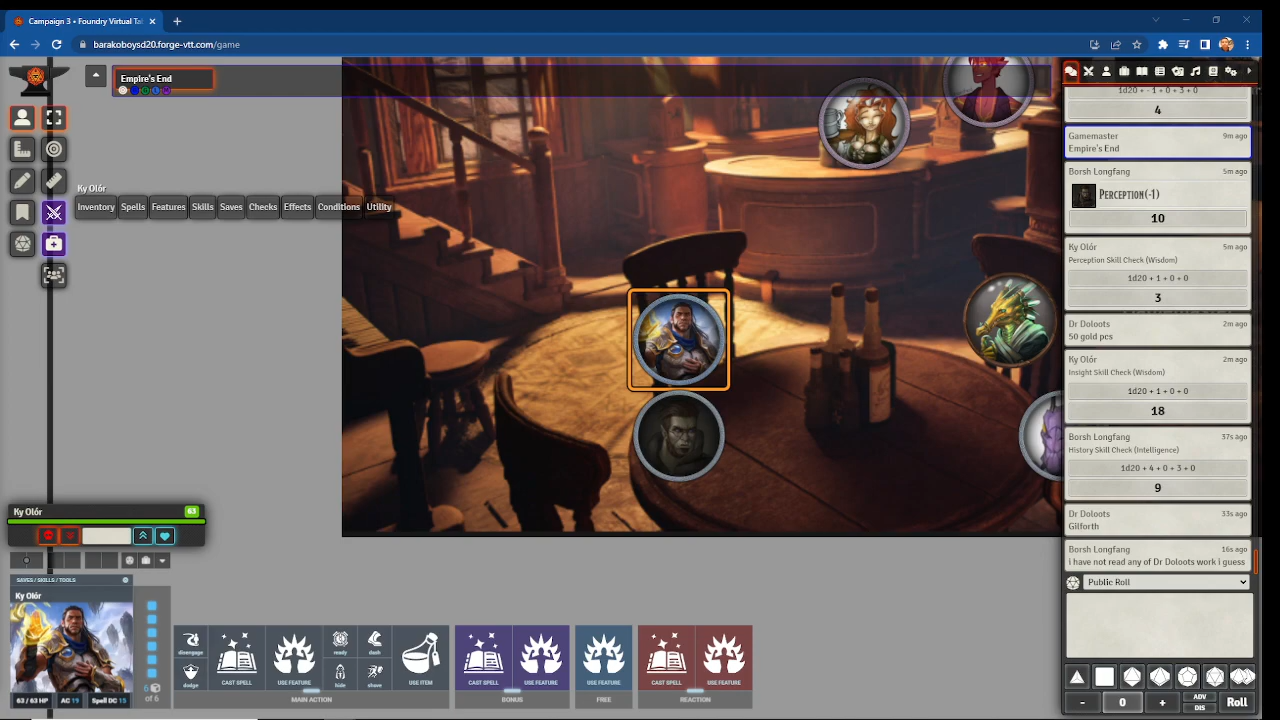 Campaign 3 • Foundry Virtual Ta
barakoboysd20.forge-vtt.com/game
Empire's End
Ky Olór
Inventory Spells Features Skills Saves Checks Effects Conditions Utility
Ky Olór 63
SAVES / SKILLS / TOOLS
Ky Olór
63 / 63 HP AC 19 Spell DC 15
6
of 6
disengage
dodge
CAST SPELL
USE FEATURE
ready
hide
dash
shove
USE ITEM
MAIN ACTION
CAST SPELL
USE FEATURE
BONUS
USE FEATURE
FREE
CAST SPELL
USE FEATURE
REACTION
1d20 + - 1 + 0 + 3 + 0
4
Gamemaster 9m ago
Empire's End
Borsh Longfang 5m ago
Perception(-1)
10
Ky Olór 5m ago
Perception Skill Check (Wisdom)
1d20 + 1 + 0 + 0
3
Dr Doloots 2m ago
50 gold pcs
Ky Olór 2m ago
Insight Skill Check (Wisdom)
1d20 + 1 + 0 + 0
18
Borsh Longfang 37s ago
History Skill Check (Intelligence)
1d20 + 4 + 0 + 3 + 0
9
Dr Doloots 33s ago
Gilforth
Borsh Longfang 16s ago
i have not read any of Dr Doloots work i guess
Public Roll
- 0 + ADV
DIS
Roll